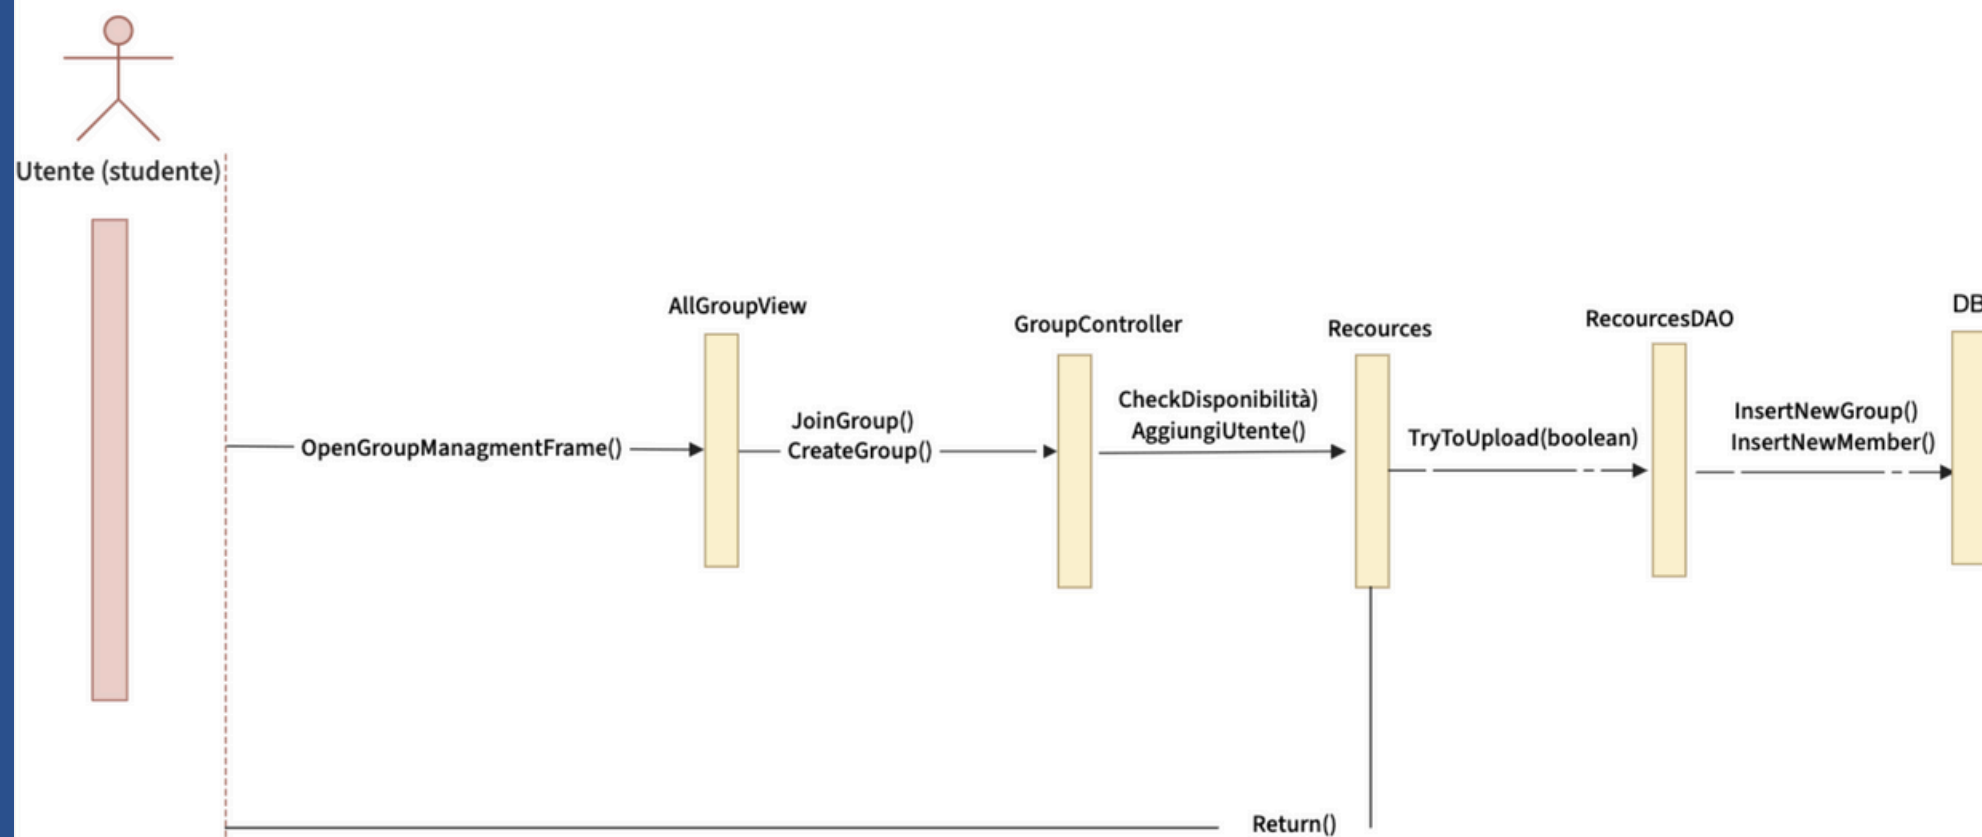 Utente (studente)
AllGroupView
GroupController
Recources
RecourcesDAO
DB
OpenGroupManagmentFrame()
JoinGroup()
CreateGroup()
CheckDisponibilità)
AggiungiUtente()
TryToUpload(boolean)
InsertNewGroup()
InsertNewMember()
Return()